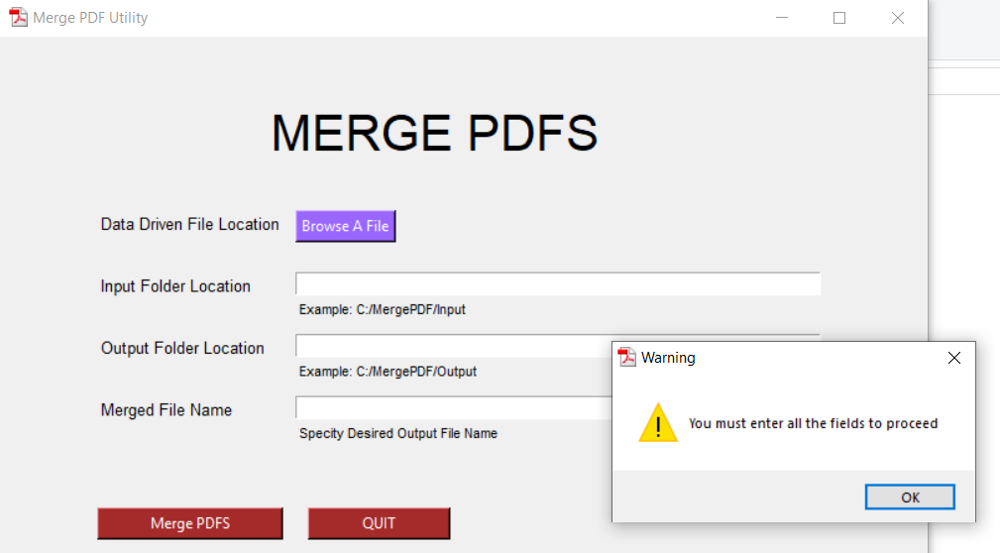 Merge PDF Utility
MERGE PDFS
Data Driven File Location
Browse A File
Input Folder Location
Example: C:/MergePDF/Input
Output Folder Location
Example: C:/MergePDF/Output
Merged File Name
Specity Desired Output File Name
Merge PDFS
QUIT
Warning
You must enter all the fields to proceed
OK